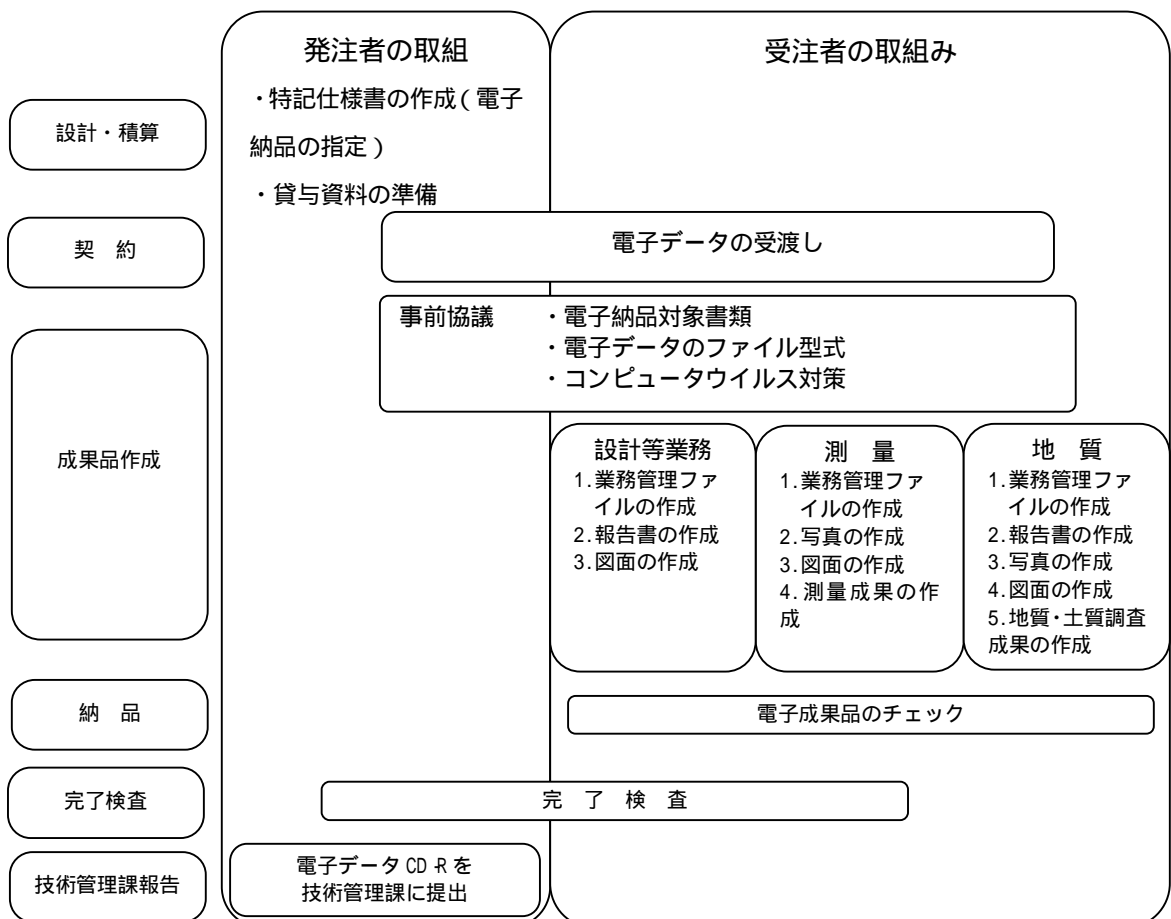 発注者の取組
受注者の取組み
設計・積算
・特記仕様書の作成(電子
納品の指定)
・貸与資料の準備
契 約
電子データの受渡し
事前協議 ・電子納品対象書類
・電子データのファイル型式
・コンピュータウイルス対策
成果品作成
設計等業務
1.業務管理ファ
イルの作成
2.報告書の作成
3.図面の作成
測 量
1.業務管理ファ
イルの作成
2.写真の作成
3.図面の作成
4.測量成果の作
成
地 質
1.業務管理ファ
イルの作成
2.報告書の作成
3.写真の作成
4.図面の作成
5.地質・土質調査
成果の作成
納 品
電子成果品のチェック
完了検査
完 了 検 査
技術管理課報告
電子データ CD-R を
技術管理課に提出